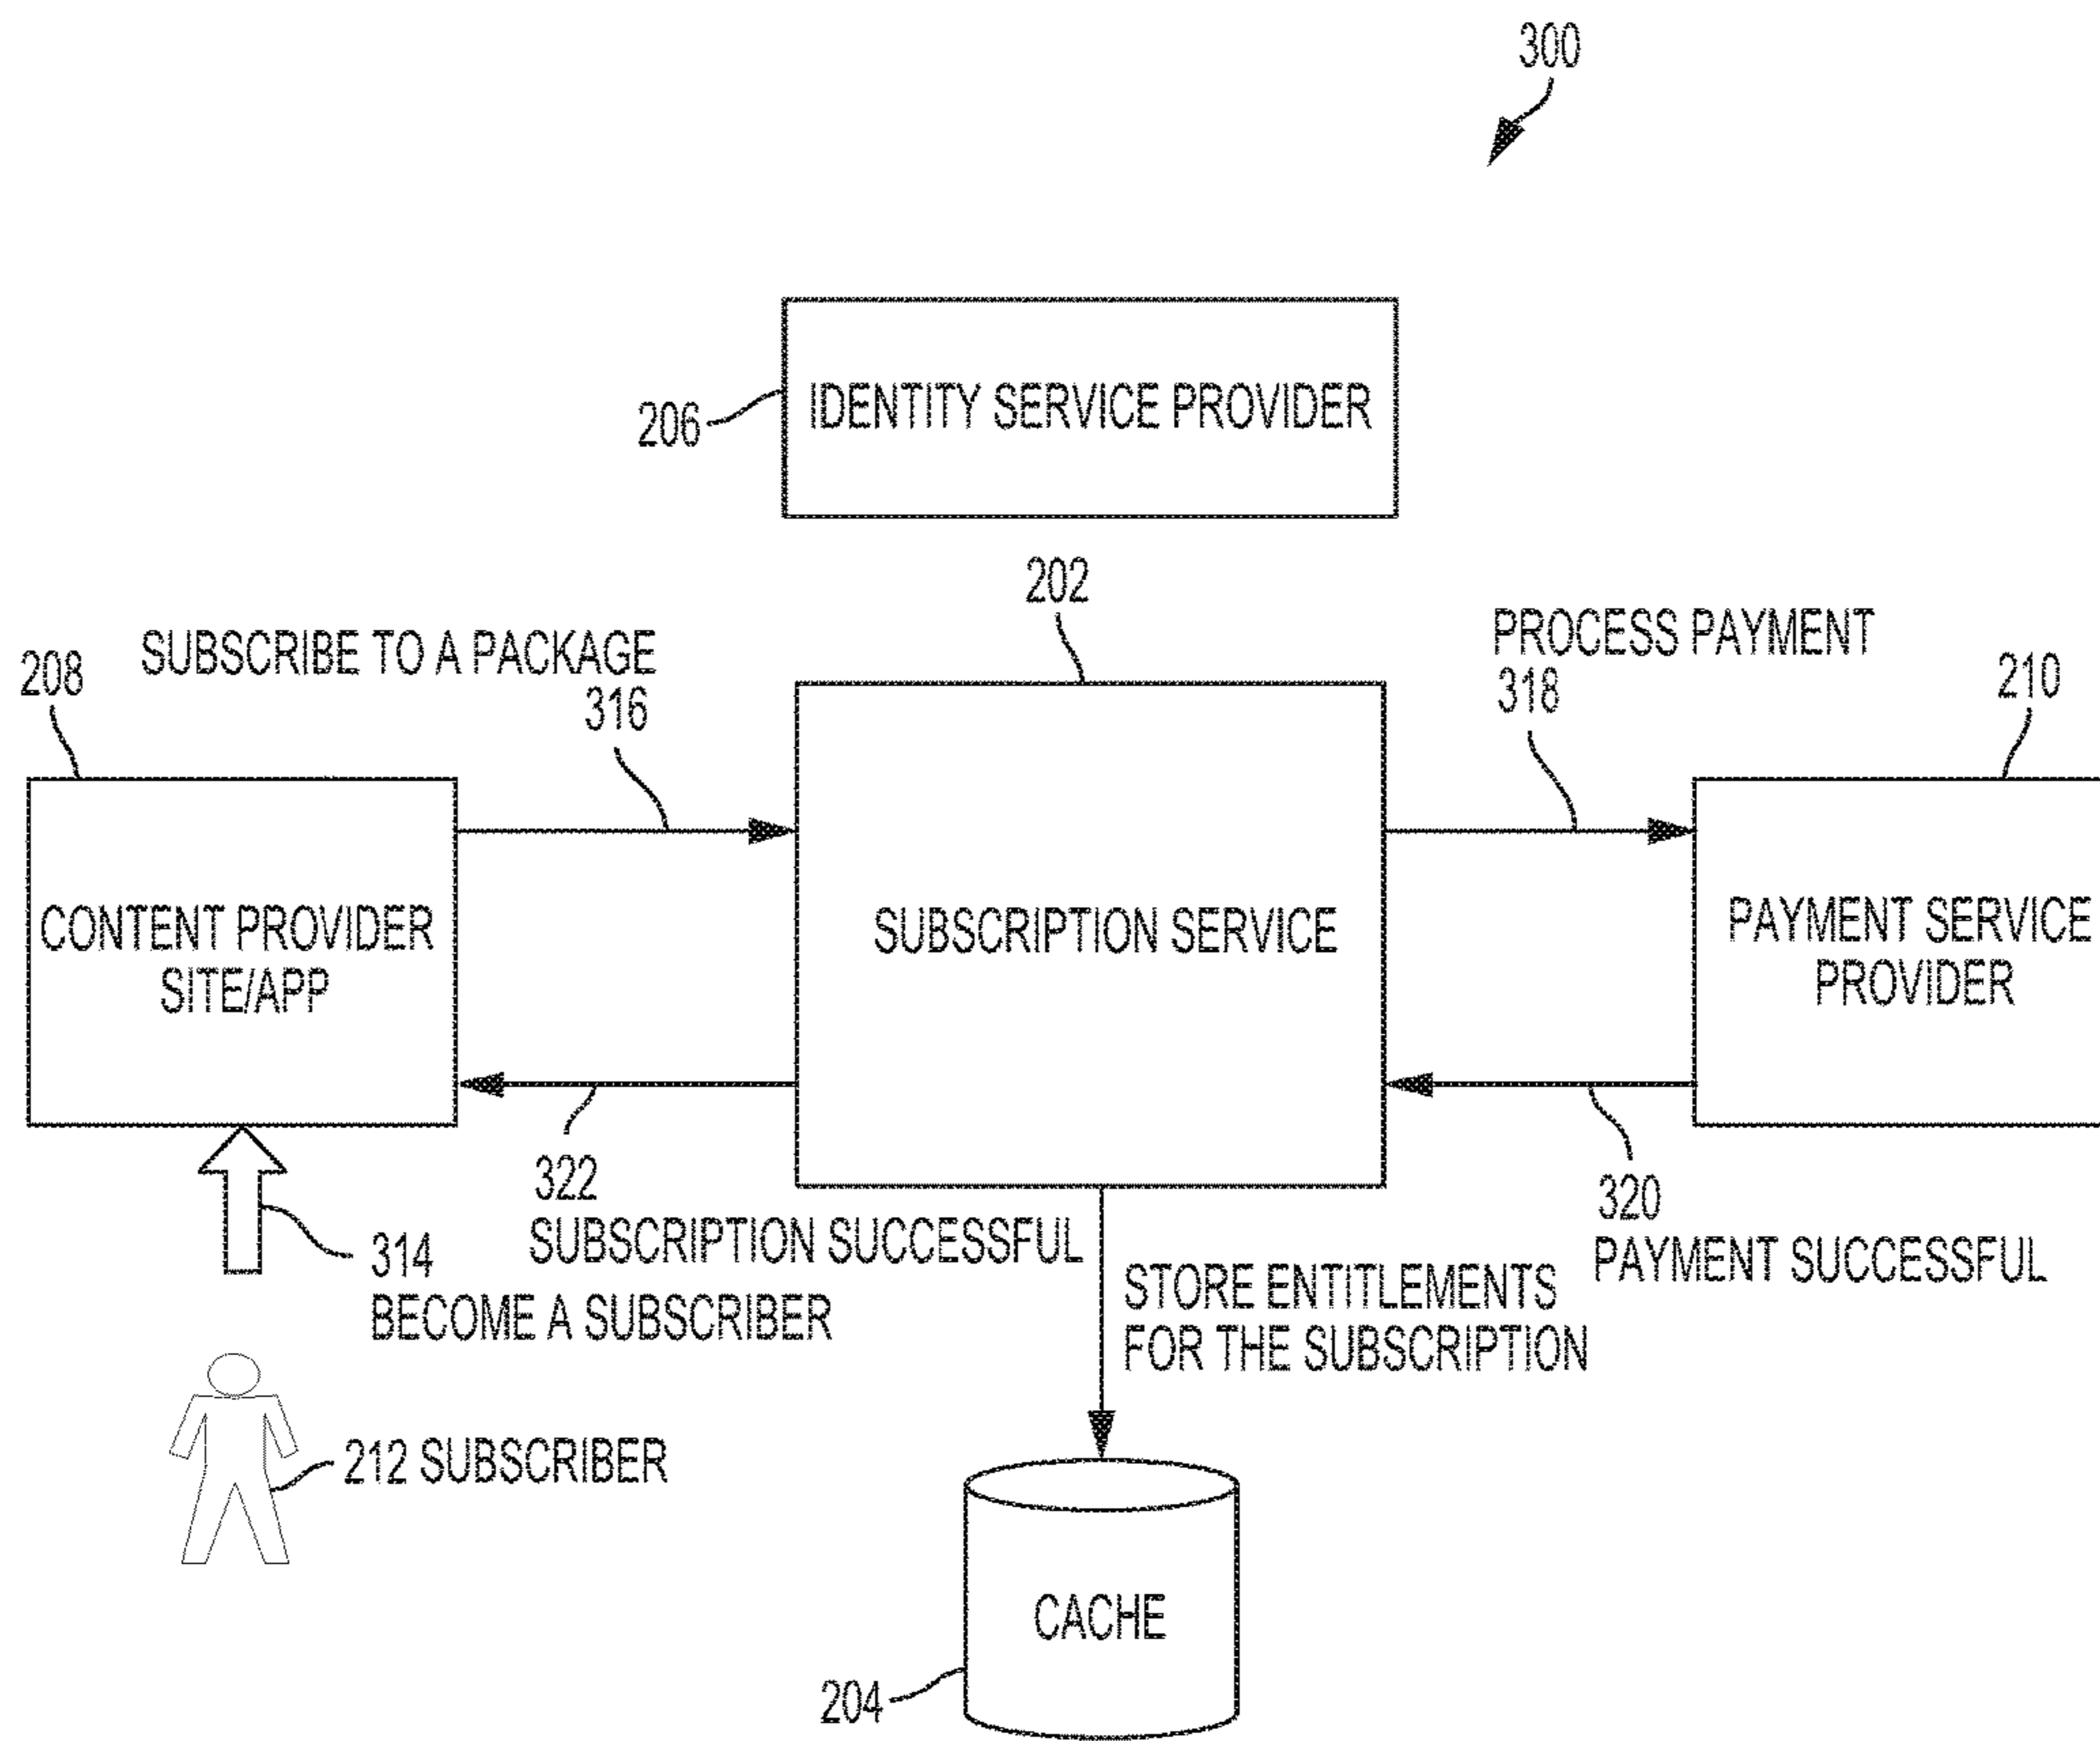 300
IDENTITY SERVICE PROVIDER
206
202
SUBSCRIBE TO A PACKAGE
316
PROCESS PAYMENT
318
208
210
CONTENT PROVIDER
SITE/APP
SUBSCRIPTION SERVICE
PAYMENT SERVICE
PROVIDER
322
SUBSCRIPTION SUCCESSFUL
320
PAYMENT SUCCESSFUL
314
BECOME A SUBSCRIBER
STORE ENTITLEMENTS
FOR THE SUBSCRIPTION
212 SUBSCRIBER
CACHE
204